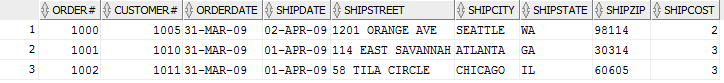 ORDER# CUSTOMER# ORDERDATE SHIPDATE SHIPSTREET SHIPCITY SHIPSTATE SHIPZIP SHIPCOST
1 1000 1005 31-MAR-09 02-APR-09 1201 ORANGE AVE SEATTLE WA 98114 2
2 1001 1010 31-MAR-09 01-APR-09 114 EAST SAVANNAH ATLANTA GA 30314 3
3 1002 1011 31-MAR-09 01-APR-09 58 TILA CIRCLE CHICAGO IL 60605 3